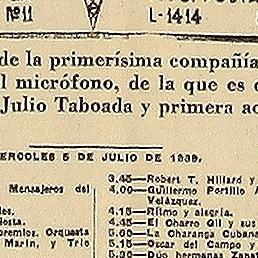 Nº11
L-1414
de la primerísima compañía
l micrófono, de la que es d
Julio Taboada y primera ac
ERCOLES 5 DE JULIO DE 1939.
Mensajeros del
les.
iesta.
premios. Orquesta
Marín, y Trío
3.45—Robert T. Hillard y
4.00—Guillermo Portillo
Velázquez.
4.15—Ritmo y alegría.
4.45—El Charro Gil y sus
5.00—La Charanga Cubana
5.15—Oscar del Campo y
5.30—Dúo hermanas Zapat